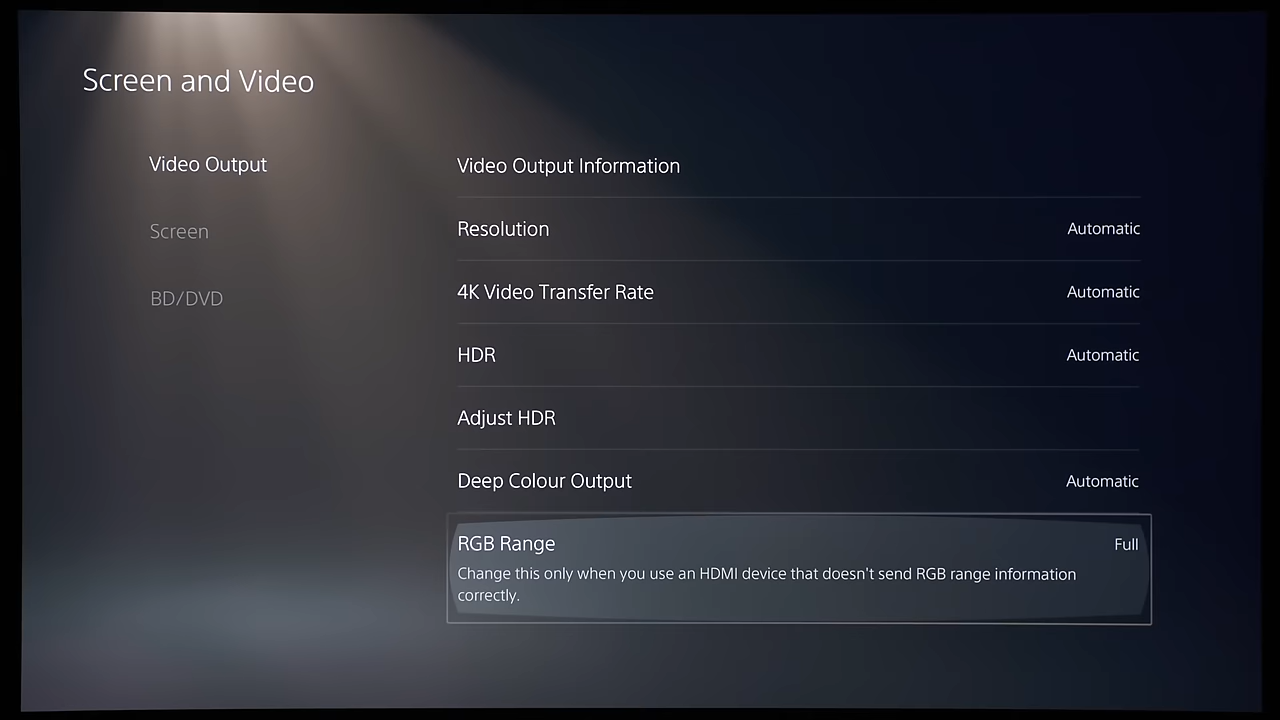 Screen and Video
Video Output
Screen
BD/DVD
Video Output Information
Resolution Automatic
4K Video Transfer Rate Automatic
HDR Automatic
Adjust HDR
Deep Colour Output Automatic
RGB Range Full
Change this only when you use an HDMI device that doesn't send RGB range information
correctly.